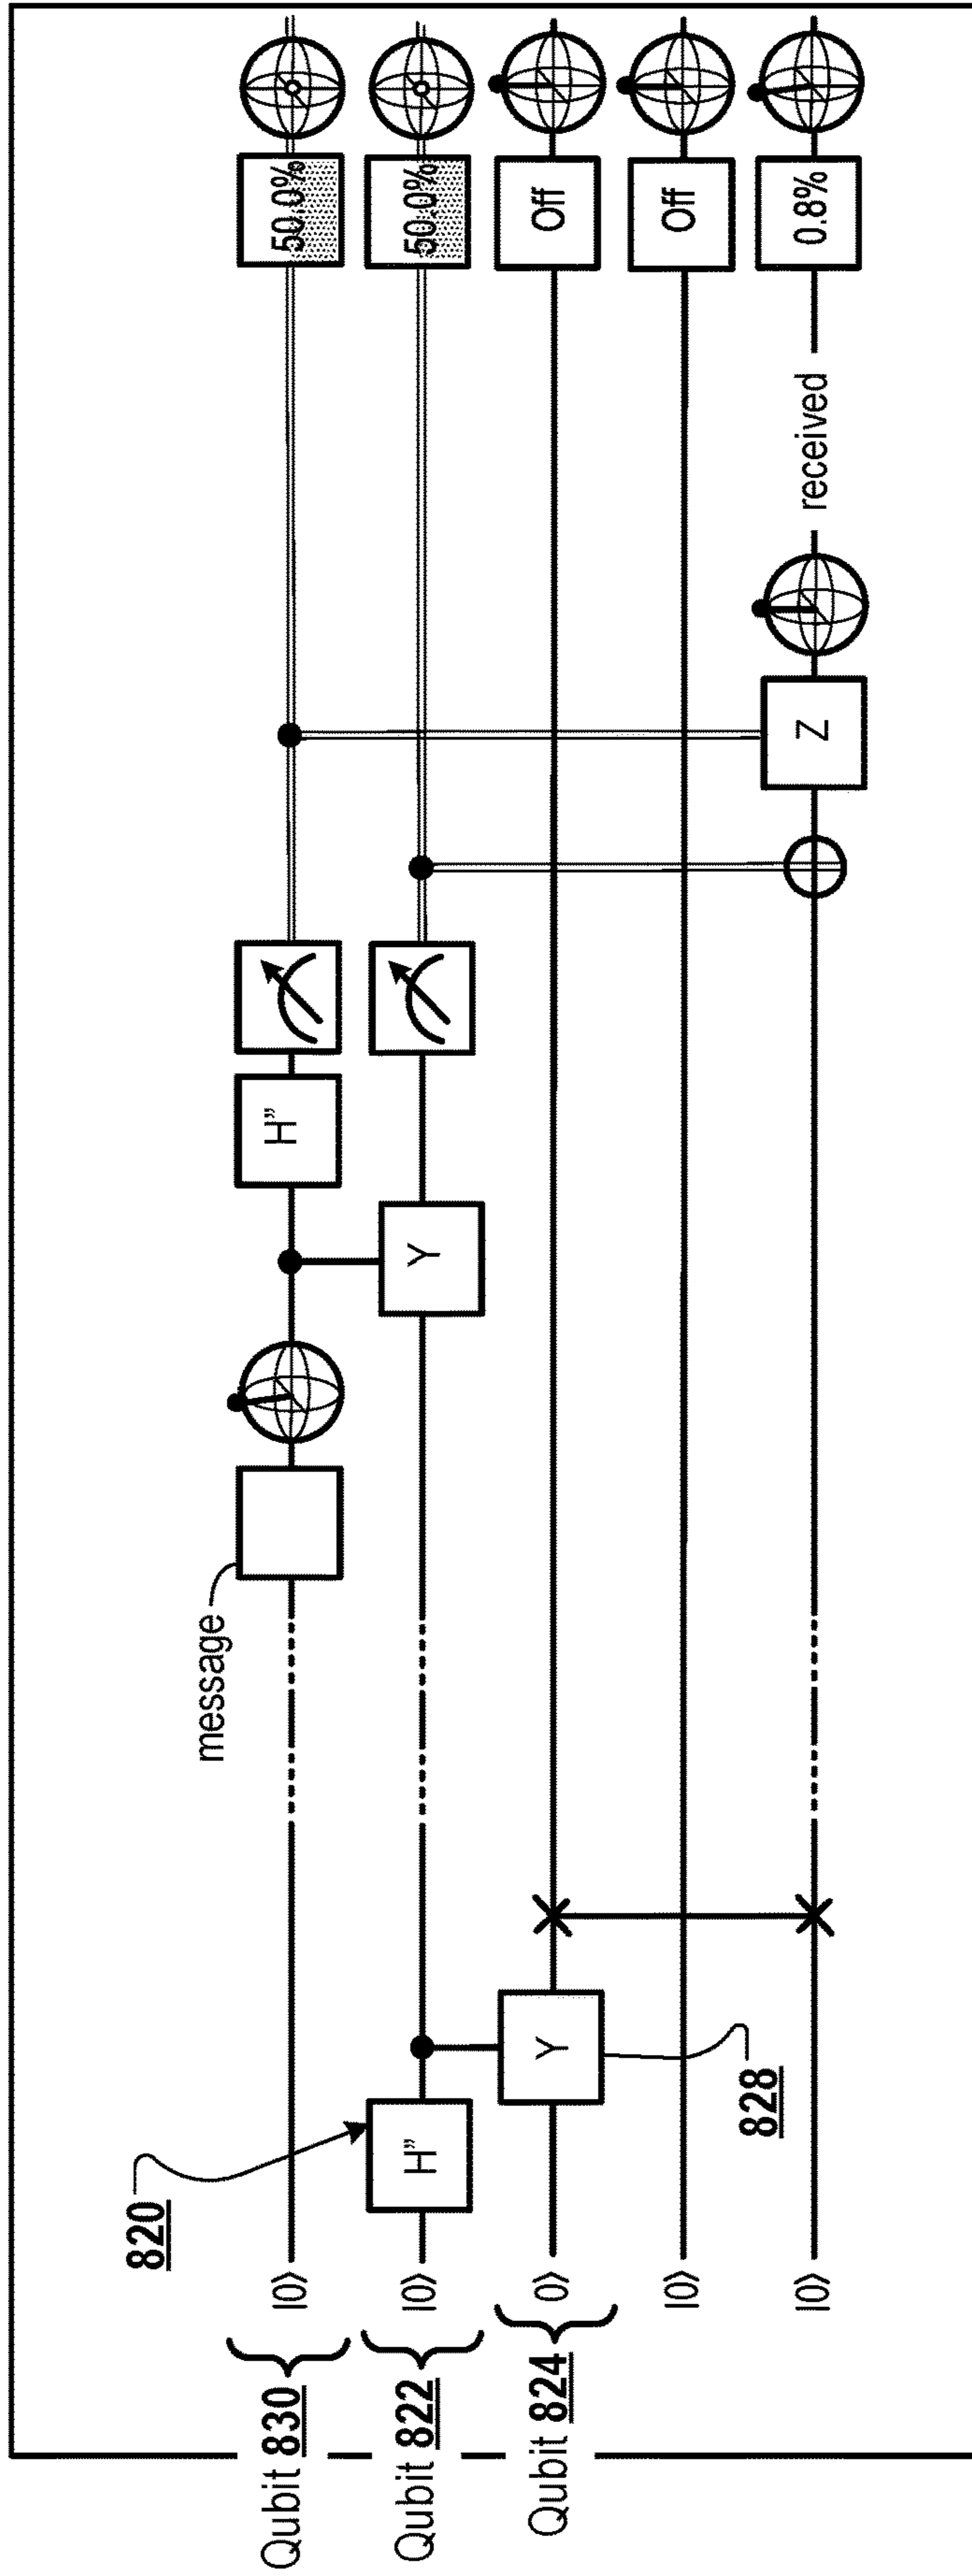 820
message
Qubit 830 |0⟩ H” 50.0%
Qubit 822 |0⟩ H” Y 50.0%
Qubit 824 |0⟩ Y Off
|0⟩ Off
828
|0⟩ Z received 0.8%